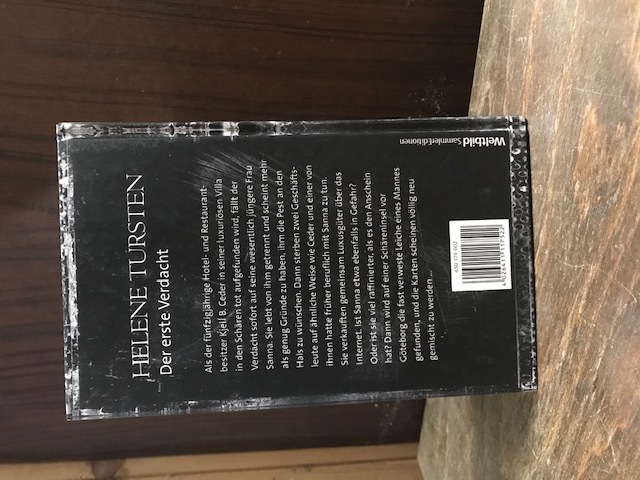 HELENE TURSTEN
Der erste Verdacht
Als der fünfzigjährige Hotel- und Restaurant-
besitzer Kjell B. Ceder in seiner luxuriösen Villa
in den Schären tot aufgefunden wird, fällt der
Verdacht sofort auf seine wesentlich jüngere Frau
Sanna. Sie lebt von ihm getrennt und scheint mehr
als genug Gründe zu haben, ihm die Pest an den
Hals zu wünschen. Dann sterben zwei Geschäfts-
leute auf ähnliche Weise wie Ceder und einer von
ihnen hatte früher beruflich mit Sanna zu tun.
Sie verkauften gemeinsam Luxusgüter über das
Internet. Ist Sanna etwa ebenfalls in Gefahr?
Oder ist sie viel raffinierter, als es den Anschein
hat? Dann wird auf einer Schäreninsel vor
Göteborg die fast verweste Leiche eines Mannes
gefunden, und die Karten scheinen völlig neu
gemischt zu werden ...
650 179 002
Weltbild SammlerEditionen